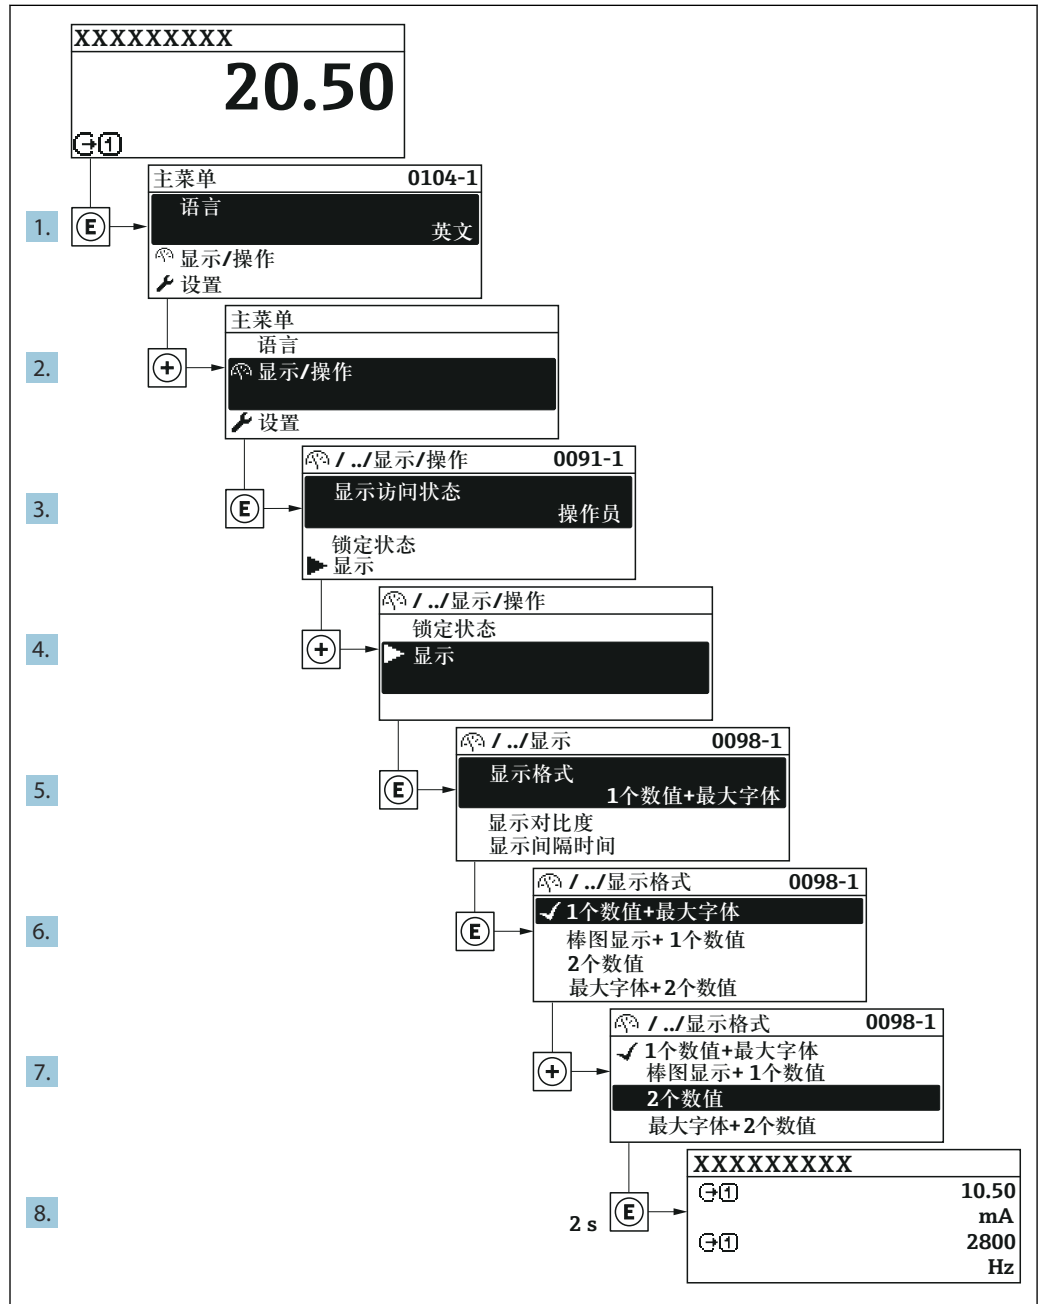 XXXXXXXXX
20.50
1
主菜单 0104-1
语言
英文
1. E
显示/操作
设置
主菜单
语言
2. + 显示/操作
设置
/ ../显示/操作 0091-1
显示访问状态
3. E 操作员
锁定状态
显示
/ ../显示/操作
锁定状态
4. + 显示
/ ../显示 0098-1
显示格式
5. E 1个数值+最大字体
显示对比度
显示间隔时间
/ ../显示格式 0098-1
1个数值+最大字体
6. E 棒图显示+ 1个数值
2个数值
最大字体+2个数值
/ ../显示格式 0098-1
1个数值+最大字体
7. + 棒图显示+ 1个数值
2个数值
最大字体+2个数值
XXXXXXXXX
1 10.50
8. 2 s E mA
1 2800
Hz